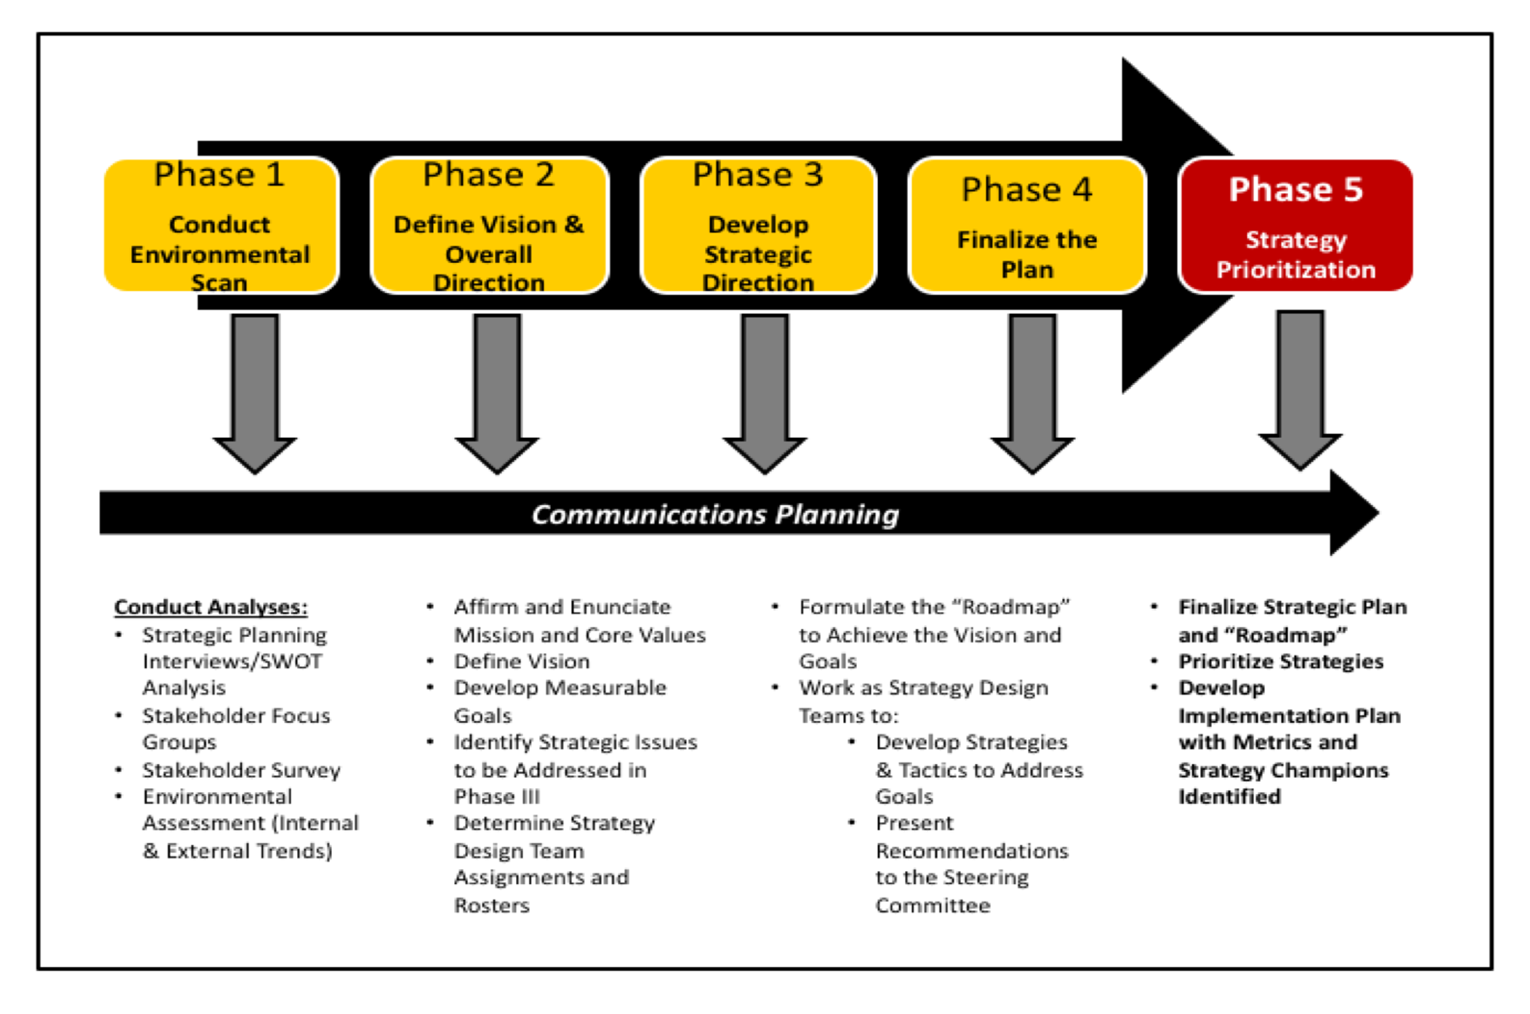 Phase 1
Conduct
Environmental
Scan
Phase 2
Define Vision &
Overall
Direction
Phase 3
Develop
Strategic
Direction
Phase 4
Finalize the
Plan
Phase 5
Strategy
Prioritization
Communications Planning
Conduct Analyses:
• Strategic Planning
Interviews/SWOT
Analysis
• Stakeholder Focus
Groups
• Stakeholder Survey
• Environmental
Assessment (Internal
& External Trends)
• Affirm and Enunciate
Mission and Core Values
• Define Vision
• Develop Measurable
Goals
• Identify Strategic Issues
to be Addressed in
Phase III
• Determine Strategy
Design Team
Assignments and
Rosters
• Formulate the “Roadmap”
to Achieve the Vision and
Goals
• Work as Strategy Design
Teams to:
• Develop Strategies
& Tactics to Address
Goals
• Present
Recommendations
to the Steering
Committee
• Finalize Strategic Plan
and “Roadmap”
• Prioritize Strategies
• Develop
Implementation Plan
with Metrics and
Strategy Champions
Identified